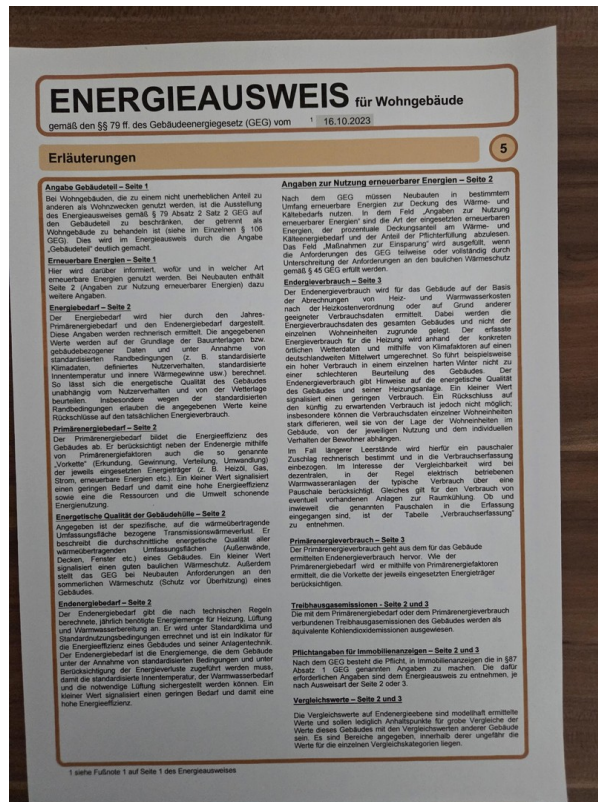 ENERGIEAUSWEIS für Wohngebäude
gemäß den §§ 79 ff. des Gebäudeenergiegesetz (GEG) vom 1 16.10.2023
Erläuterungen
5
Angabe Gebäudeteil – Seite 1
Bei Wohngebäuden, die zu einem nicht unerheblichen Anteil zu
anderen als Wohnzwecken genutzt werden, ist die Ausstellung
des Energieausweises gemäß § 79 Absatz 2 Satz 2 GEG auf
den Gebäudeteil zu beschränken, der getrennt als
Wohngebäude zu behandeln ist (siehe im Einzelnen § 106
GEG). Dies wird im Energieausweis durch die Angabe
„Gebäudeteil" deutlich gemacht.
Erneuerbare Energien – Seite 1
Hier wird darüber informiert, wofür und in welcher Art
erneuerbare Energien genutzt werden. Bei Neubauten enthält
Seite 2 (Angaben zur Nutzung erneuerbarer Energien) dazu
weitere Angaben.
Energiebedarf – Seite 2
Der Energiebedarf wird hier durch den Jahres-
Primärenergiebedarf und den Endenergiebedarf dargestellt.
Diese Angaben werden rechnerisch ermittelt. Die angegebenen
Werte werden auf der Grundlage der Bauunterlagen bzw.
gebäudebezogener Daten und unter Annahme von
standardisierten Randbedingungen (z. B. standardisierte
Klimadaten, definiertes Nutzerverhalten, standardisierte
Innentemperatur und innere Wärmegewinne usw.) berechnet.
So lässt sich die energetische Qualität des Gebäudes
unabhängig vom Nutzerverhalten und von der Wetterlage
beurteilen. Insbesondere wegen der standardisierten
Randbedingungen erlauben die angegebenen Werte keine
Rückschlüsse auf den tatsächlichen Energieverbrauch.
Primärenergiebedarf – Seite 2
Der Primärenergiebedarf bildet die Energieeffizienz des
Gebäudes ab. Er berücksichtigt neben der Endenergie mithilfe
von Primärenergiefaktoren auch die so genannte
„Vorkette" (Erkundung, Gewinnung, Verteilung, Umwandlung)
der jeweils eingesetzten Energieträger (z. B. Heizöl, Gas,
Strom, erneuerbare Energien etc.). Ein kleiner Wert signalisiert
einen geringen Bedarf und damit eine hohe Energieeffizienz
sowie eine die Ressourcen und die Umwelt schonende
Energienutzung.
Energetische Qualität der Gebäudehülle – Seite 2
Angegeben ist der spezifische, auf die wärmeübertragende
Umfassungsfläche bezogene Transmissionswärmeverlust. Er
beschreibt die durchschnittliche energetische Qualität aller
wärmeübertragenden Umfassungsflächen (Außenwände,
Decken, Fenster etc.) eines Gebäudes. Ein kleiner Wert
signalisiert einen guten baulichen Wärmeschutz. Außerdem
stellt das GEG bei Neubauten Anforderungen an den
sommerlichen Wärmeschutz (Schutz vor Überhitzung) eines
Gebäudes.
Endenergiebedarf – Seite 2
Der Endenergiebedarf gibt die nach technischen Regeln
berechnete, jährlich benötigte Energiemenge für Heizung, Lüftung
und Warmwasserbereitung an. Er wird unter Standardklima und
Standardnutzungsbedingungen errechnet und ist ein Indikator für
die Energieeffizienz eines Gebäudes und seiner Anlagentechnik.
Der Endenergiebedarf ist die Energiemenge, die dem Gebäude
unter der Annahme von standardisierten Bedingungen und unter
Berücksichtigung der Energieverluste zugeführt werden muss,
damit die standardisierte Innentemperatur, der Warmwasserbedarf
und die notwendige Lüftung sichergestellt werden können. Ein
kleiner Wert signalisiert einen geringen Bedarf und damit eine
hohe Energieeffizienz.
Angaben zur Nutzung erneuerbarer Energien – Seite 2
Nach dem GEG müssen Neubauten in bestimmtem
Umfang erneuerbare Energien zur Deckung des Wärme- und
Kältebedarfs nutzen. In dem Feld „Angaben zur Nutzung
erneuerbarer Energien" sind die Art der eingesetzten erneuerbaren
Energien, der prozentuale Deckungsanteil am Wärme- und
Kälteenergiebedarf und der Anteil der Pflichterfüllung abzulesen.
Das Feld „Maßnahmen zur Einsparung" wird ausgefüllt, wenn
die Anforderungen des GEG teilweise oder vollständig durch
Unterschreitung der Anforderungen an den baulichen Wärmeschutz
gemäß § 45 GEG erfüllt werden.
Endergieverbrauch – Seite 3
Der Endenergieverbrauch wird für das Gebäude auf der Basis
der Abrechnungen von Heiz- und Warmwasserkosten
nach der Heizkostenverordnung oder auf Grund anderer
geeigneter Verbrauchsdaten ermittelt. Dabei werden die
Energieverbrauchsdaten des gesamten Gebäudes und nicht der
einzelnen Wohneinheiten zugrunde gelegt. Der erfasste
Energieverbrauch für die Heizung wird anhand der konkreten
örtlichen Wetterdaten und mithilfe von Klimafaktoren auf einen
deutschlandweiten Mittelwert umgerechnet. So führt beispielsweise
ein hoher Verbrauch in einem einzelnen harten Winter nicht zu
einer schlechteren Beurteilung des Gebäudes. Der
Endenergieverbrauch gibt Hinweise auf die energetische Qualität
des Gebäudes und seiner Heizungsanlage. Ein kleiner Wert
signalisiert einen geringen Verbrauch. Ein Rückschluss auf
den künftig zu erwartenden Verbrauch ist jedoch nicht möglich;
insbesondere können die Verbrauchsdaten einzelner Wohneinheiten
stark differeren, weil sie von der Lage der Wohneinheiten im
Gebäude, von der jeweiligen Nutzung und dem individuellen
Verhalten der Bewohner abhängen.
Im Fall längerer Leerstände wird hierfür ein pauschaler
Zuschlag rechnerisch bestimmt und in die Verbrauchserfassung
einbezogen. Im Interesse der Vergleichbarkeit wird bei
dezentralen, in der Regel elektrisch betriebenen
Warmwasseranlagen der typische Verbrauch über eine
Pauschale berücksichtigt. Gleiches gilt für den Verbrauch von
eventuell vorhandenen Anlagen zur Raumkühlung. Ob und
inwieweit die genannten Pauschalen in die Erfassung
eingegangen sind, ist der Tabelle „Verbrauchserfassung"
zu entnehmen.
Primärenergieverbrauch – Seite 3
Der Primärenergieverbrauch geht aus dem für das Gebäude
ermittelten Endenergieverbrauch hervor. Wie der
Primärenergiebedarf wird er mithilfe von Primärenergiefaktoren
ermittelt, die die Vorkette der jeweils eingesetzten Energieträger
berücksichtigen.
Treibhausgasemissionen - Seite 2 und 3
Die mit dem Primärenergiebedarf oder dem Primärenergieverbrauch
verbundenen Treibhausgasemissionen des Gebäudes werden als
äquivalente Kohlendioxidemissionen ausgewiesen.
Pflichtangaben für Immobilienanzeigen – Seite 2 und 3
Nach dem GEG besteht die Pflicht, in Immobilienanzeigen die in §87
Absatz 1 GEG genannten Angaben zu machen. Die dafür
erforderlichen Angaben sind dem Energieausweis zu entnehmen, je
nach Ausweisart der Seite 2 oder 3.
Vergleichswerte – Seite 2 und 3
Die Vergleichswerte auf Endenergieebene sind modellhaft ermittelte
Werte und sollen lediglich Anhaltspunkte für grobe Vergleiche der
Werte dieses Gebäudes mit den Vergleichswerten anderer Gebäude
sein. Es sind Bereiche angegeben, innerhalb derer ungefähr die
Werte für die einzelnen Vergleichskategorien liegen.
1 siehe Fußnote 1 auf Seite 1 des Energieausweises